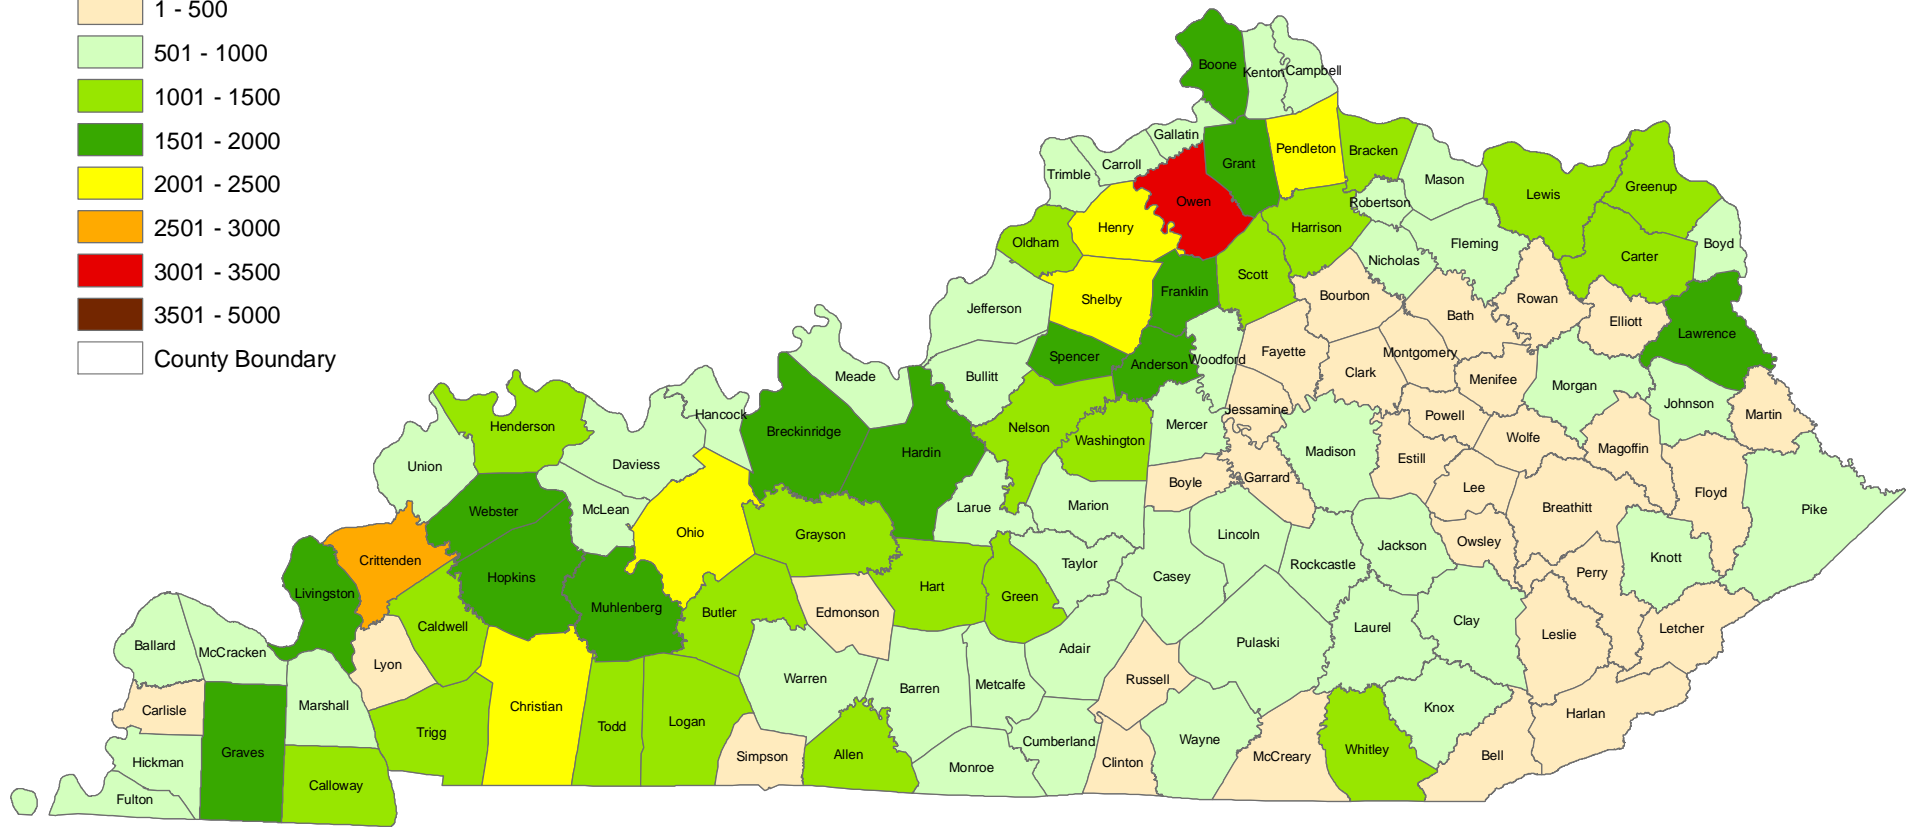 1 - 500
501 - 1000
1001 - 1500
1501 - 2000
2001 - 2500
2501 - 3000
3001 - 3500
3501 - 5000
County Boundary
Boone
Kenton
Campbell
Gallatin
Grant
Pendleton
Bracken
Carroll
Trimble
Owen
Mason
Lewis
Greenup
Robertson
Henry
Harrison
Oldham
Fleming
Boyd
Scott
Nicholas
Carter
Shelby
Franklin
Bourbon
Rowan
Jefferson
Bath
Elliott
Lawrence
Spencer
Anderson
Woodford
Fayette
Montgomery
Meade
Bullitt
Clark
Menifee
Morgan
Johnson
Martin
Hancock
Jessamine
Powell
Henderson
Breckinridge
Nelson
Washington
Mercer
Wolfe
Magoffin
Union
Daviess
Hardin
Madison
Estill
Boyle
Garrard
Lee
Floyd
Webster
McLean
Larue
Marion
Breathitt
Pike
Ohio
Grayson
Lincoln
Jackson
Owsley
Crittenden
Hopkins
Taylor
Casey
Rockcastle
Perry
Knott
Livingston
Muhlenberg
Butler
Edmonson
Hart
Green
Caldwell
Laurel
Clay
Leslie
Letcher
Ballard
McCracken
Lyon
Adair
Pulaski
Warren
Barren
Metcalfe
Russell
Carlisle
Marshall
Christian
Knox
Harlan
Trigg
Todd
Logan
Cumberland
Wayne
Hickman
Graves
Simpson
Allen
Monroe
Clinton
McCreary
Whitley
Bell
Calloway
Fulton